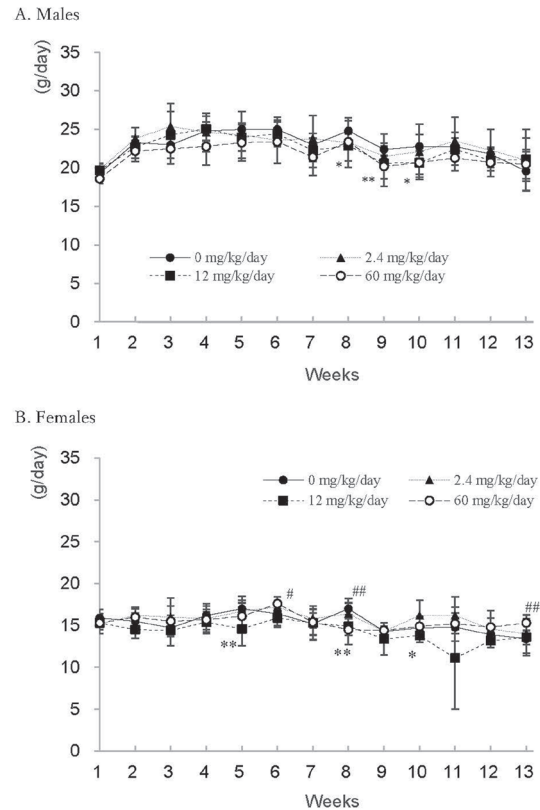 A. Males
(g/day)
35
30
25
20
15
10
5
0
* ** *
0 mg/kg/day 2.4 mg/kg/day
12 mg/kg/day 60 mg/kg/day
1 2 3 4 5 6 7 8 9 10 11 12 13
Weeks
B. Females
(g/day)
35
30
25
20
15
10
5
0
0 mg/kg/day 2.4 mg/kg/day
12 mg/kg/day 60 mg/kg/day
# ## ##
** ** *
1 2 3 4 5 6 7 8 9 10 11 12 13
Weeks